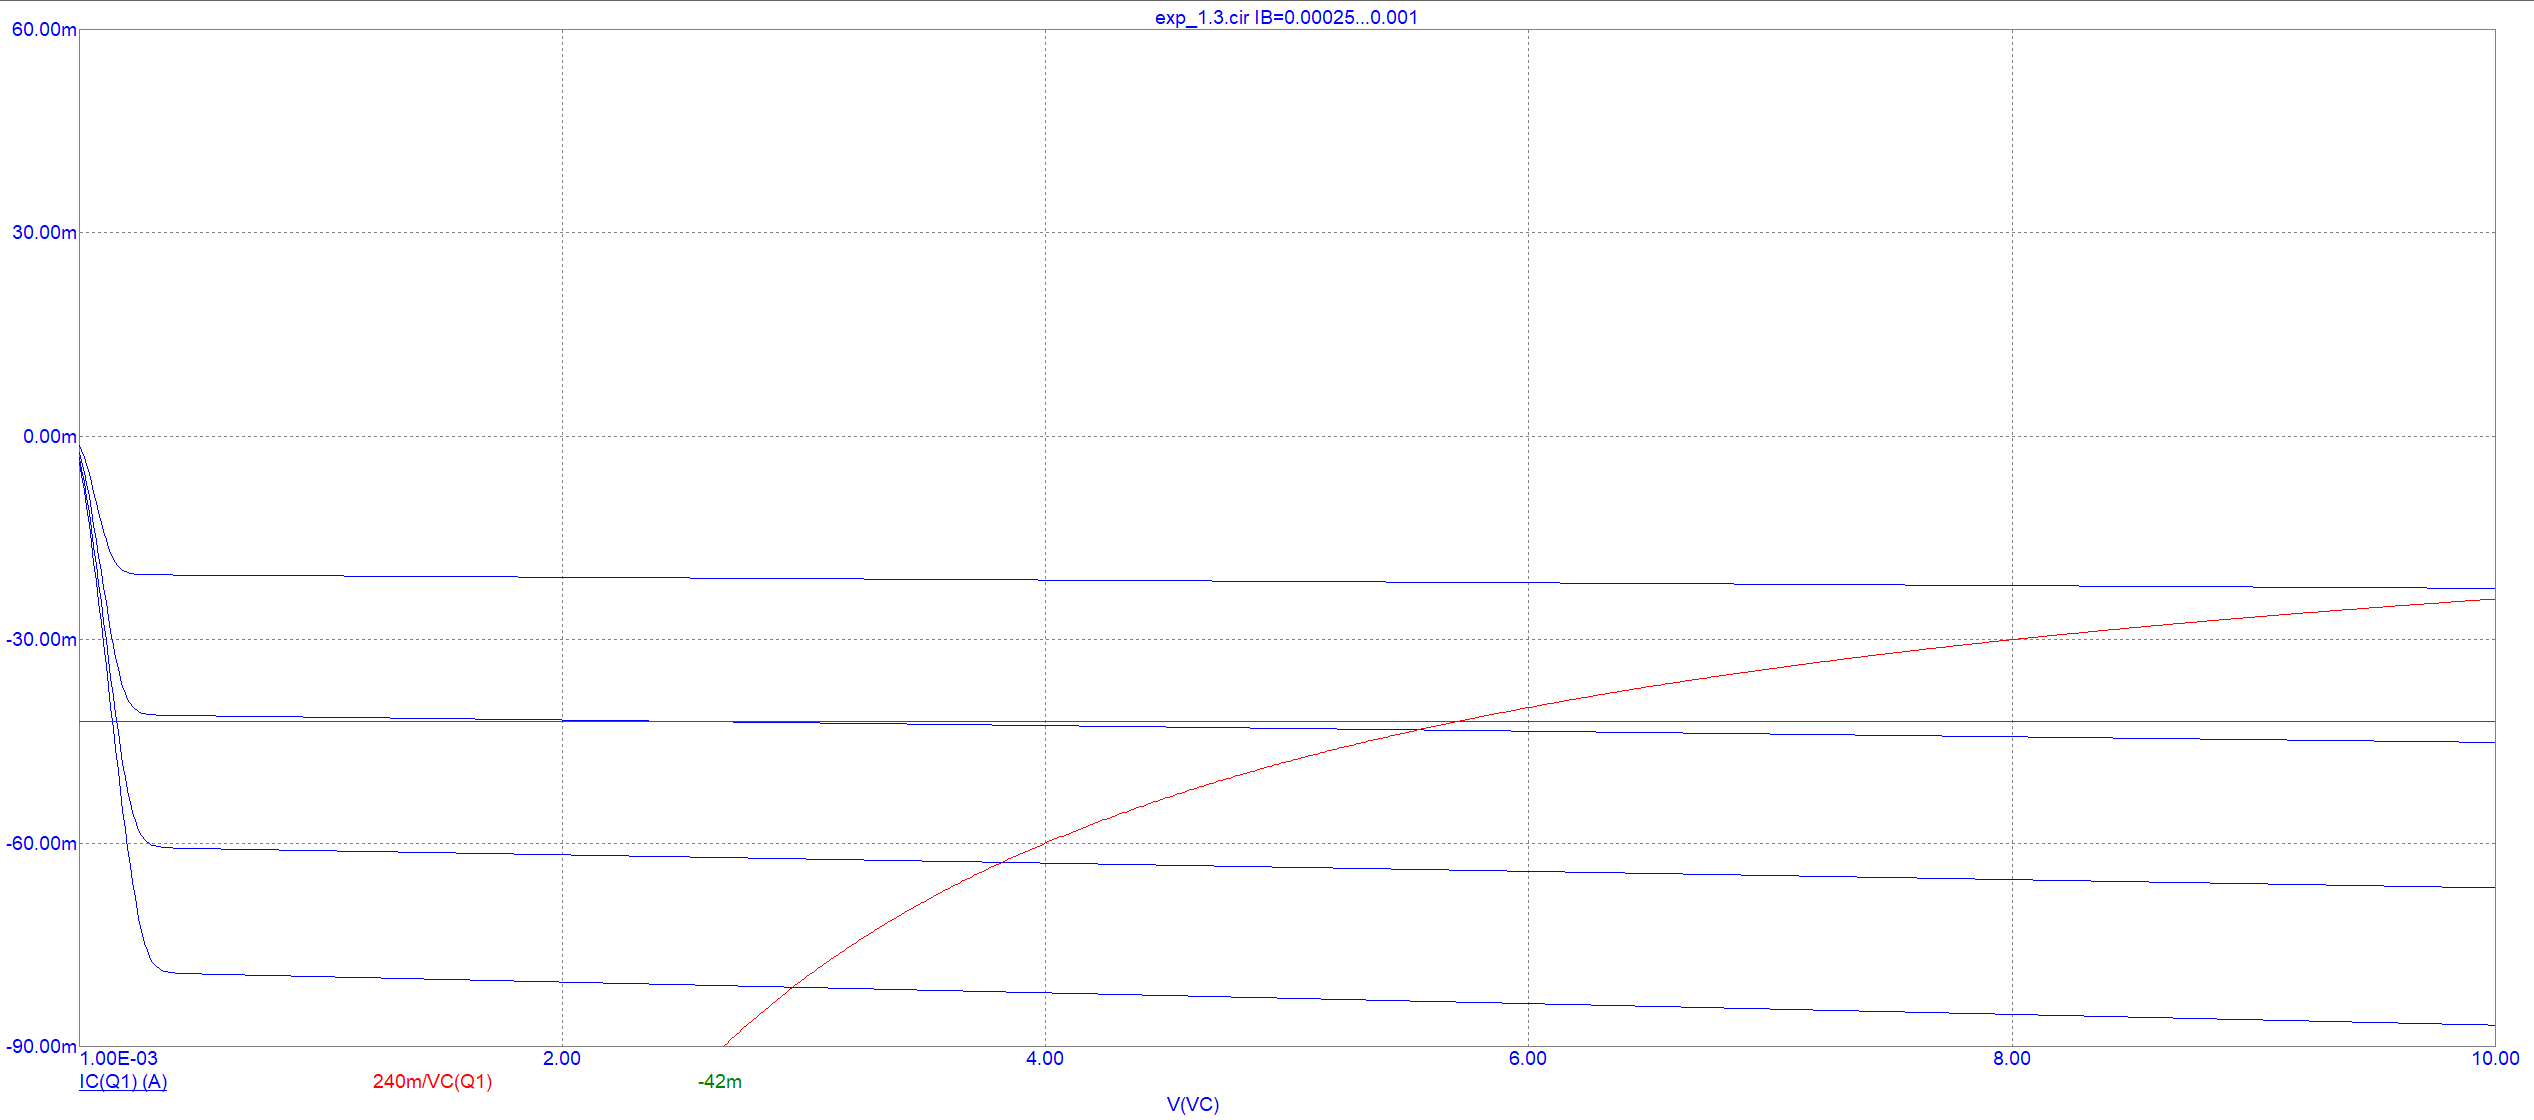 exp_1.3.cir IB=0.00025...0.001
60.00m
30.00m
0.00m
-30.00m
-60.00m
-90.00m
1.00E-03 2.00 4.00 6.00 8.00 10.00
IC(Q1) (A) 240m/VC(Q1) -42m
V(VC)